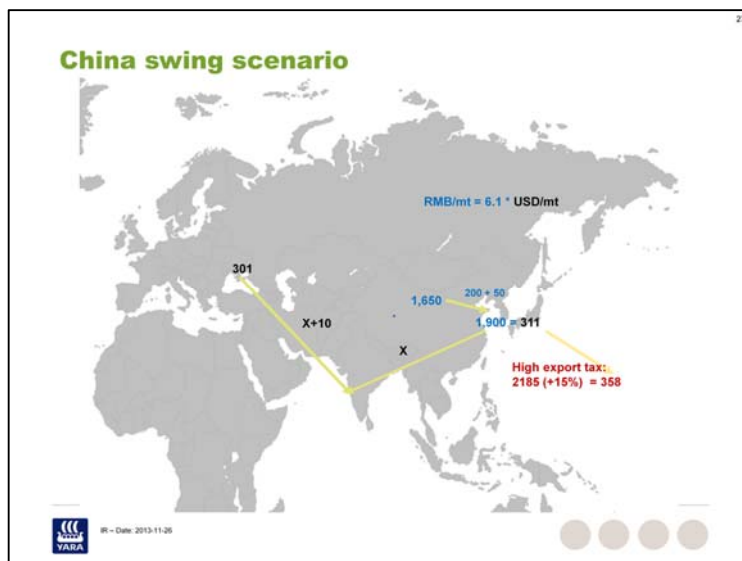 China swing scenario
RMB/mt = 6.1 * USD/mt
301
200 + 50
1,650
X+10
1,900 = 311
X
High export tax:
2185 (+15%) = 358
YARA
IR – Date: 2013-11-26